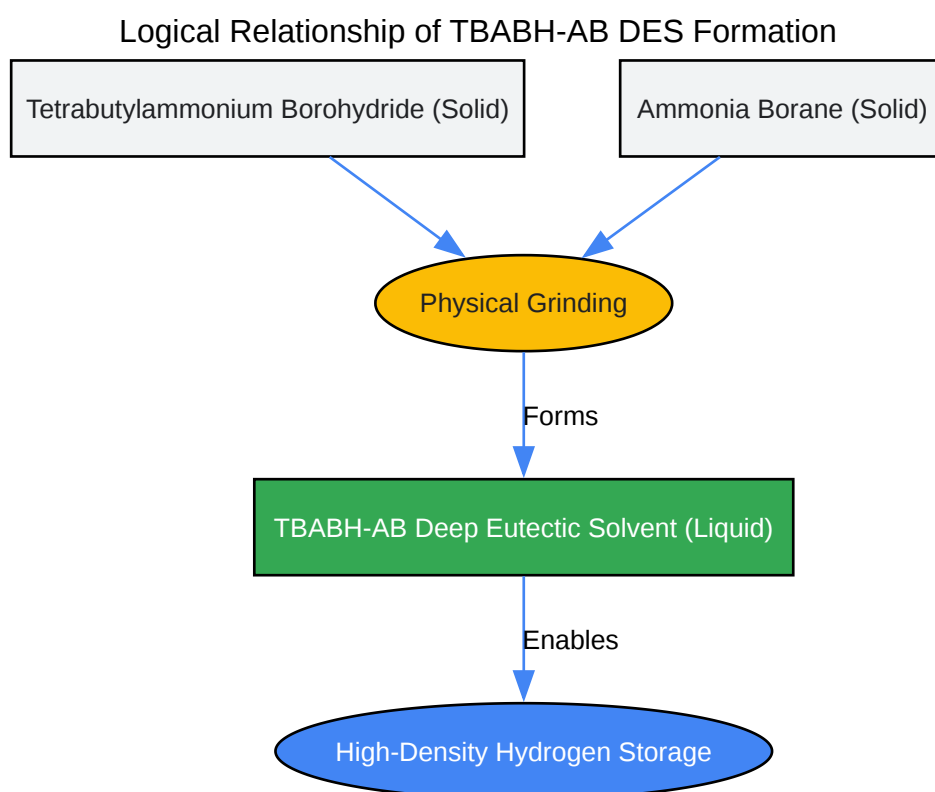 Logical Relationship of TBABH-AB DES Formation
Tetrabutylammonium Borohydride (Solid)
Ammonia Borane (Solid)
Physical Grinding
Forms
TBABH-AB Deep Eutectic Solvent (Liquid)
Enables
High-Density Hydrogen Storage